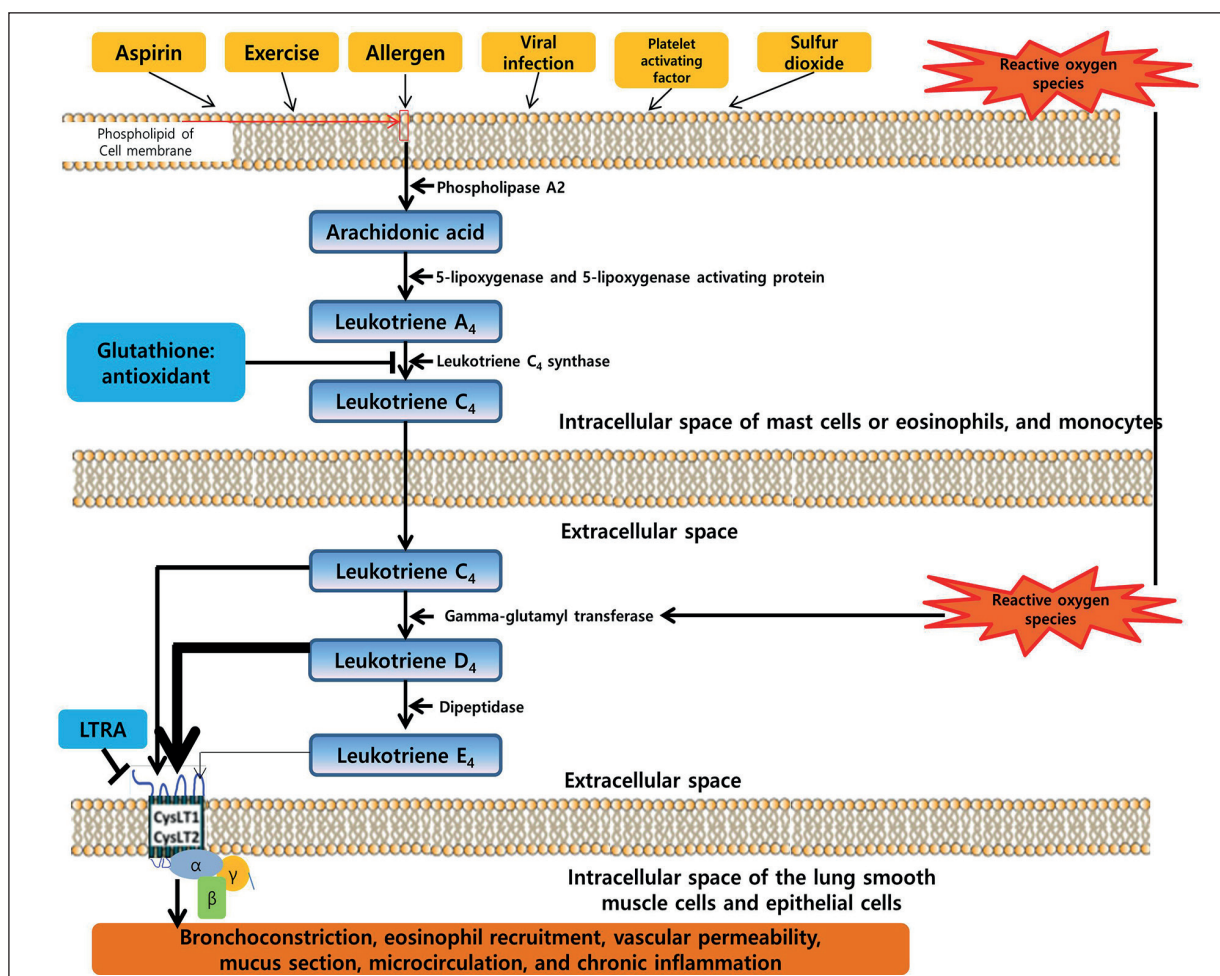 Aspirin
Exercise
Allergen
Viral
infection
Platelet
activating
factor
Sulfur
dioxide
Reactive oxygen
species
Phospholipid of
Cell membrane
Phospholipase A2
Arachidonic acid
5-lipoxygenase and 5-lipoxygenase activating protein
Leukotriene A₄
Glutathione:
antioxidant
Leukotriene C₄ synthase
Leukotriene C₄
Intracellular space of mast cells or eosinophils, and monocytes
Extracellular space
Leukotriene C₄
Gamma-glutamyl transferase
Reactive oxygen
species
Leukotriene D₄
Dipeptidase
LTRA
Leukotriene E₄
Extracellular space
CysLT1
CysLT2
α
γ
β
Intracellular space of the lung smooth
muscle cells and epithelial cells
Bronchoconstriction, eosinophil recruitment, vascular permeability,
mucus section, microcirculation, and chronic inflammation